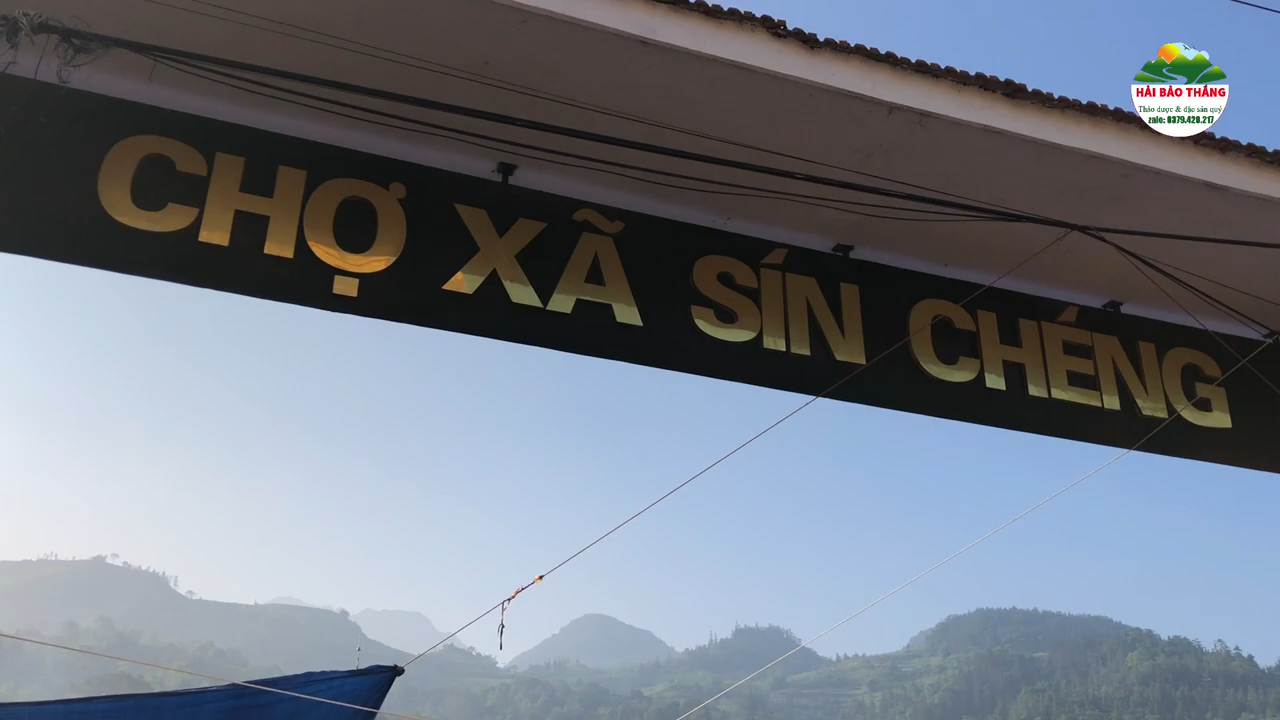 CHỢ XÃ SÍN CHÉNG
HẢI BẢO THẮNG
Thảo dược & đặc sản quý
zalo: 0379.420.217